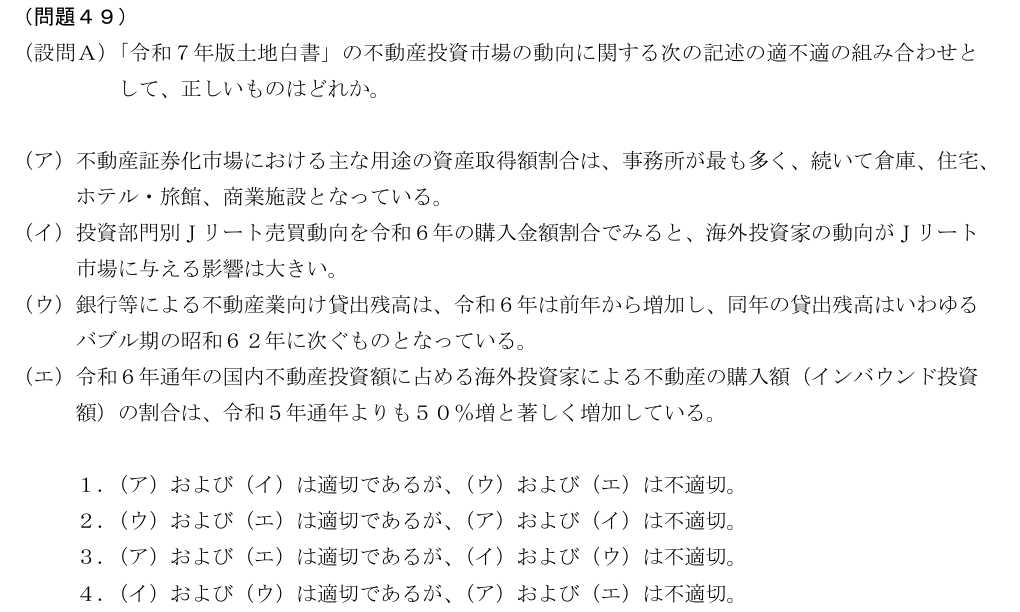 （問題４９）
（設問Ａ）「令和７年版土地白書」の不動産投資市場の動向に関する次の記述の適不適の組み合わせと
して、正しいものはどれか。
（ア）不動産証券化市場における主な用途の資産取得額割合は、事務所が最も多く、続いて倉庫、住宅、
ホテル・旅館、商業施設となっている。
（イ）投資部門別Ｊリート売買動向を令和６年の購入金額割合でみると、海外投資家の動向がＪリート
市場に与える影響は大きい。
（ウ）銀行等による不動産業向け貸出残高は、令和６年は前年から増加し、同年の貸出残高はいわゆる
バブル期の昭和６２年に次ぐものとなっている。
（エ）令和６年通年の国内不動産投資額に占める海外投資家による不動産の購入額（インバウンド投資
額）の割合は、令和５年通年よりも５０％増と著しく増加している。
１．（ア）および（イ）は適切であるが、（ウ）および（エ）は不適切。
２．（ウ）および（エ）は適切であるが、（ア）および（イ）は不適切。
３．（ア）および（エ）は適切であるが、（イ）および（ウ）は不適切。
４．（イ）および（ウ）は適切であるが、（ア）および（エ）は不適切。